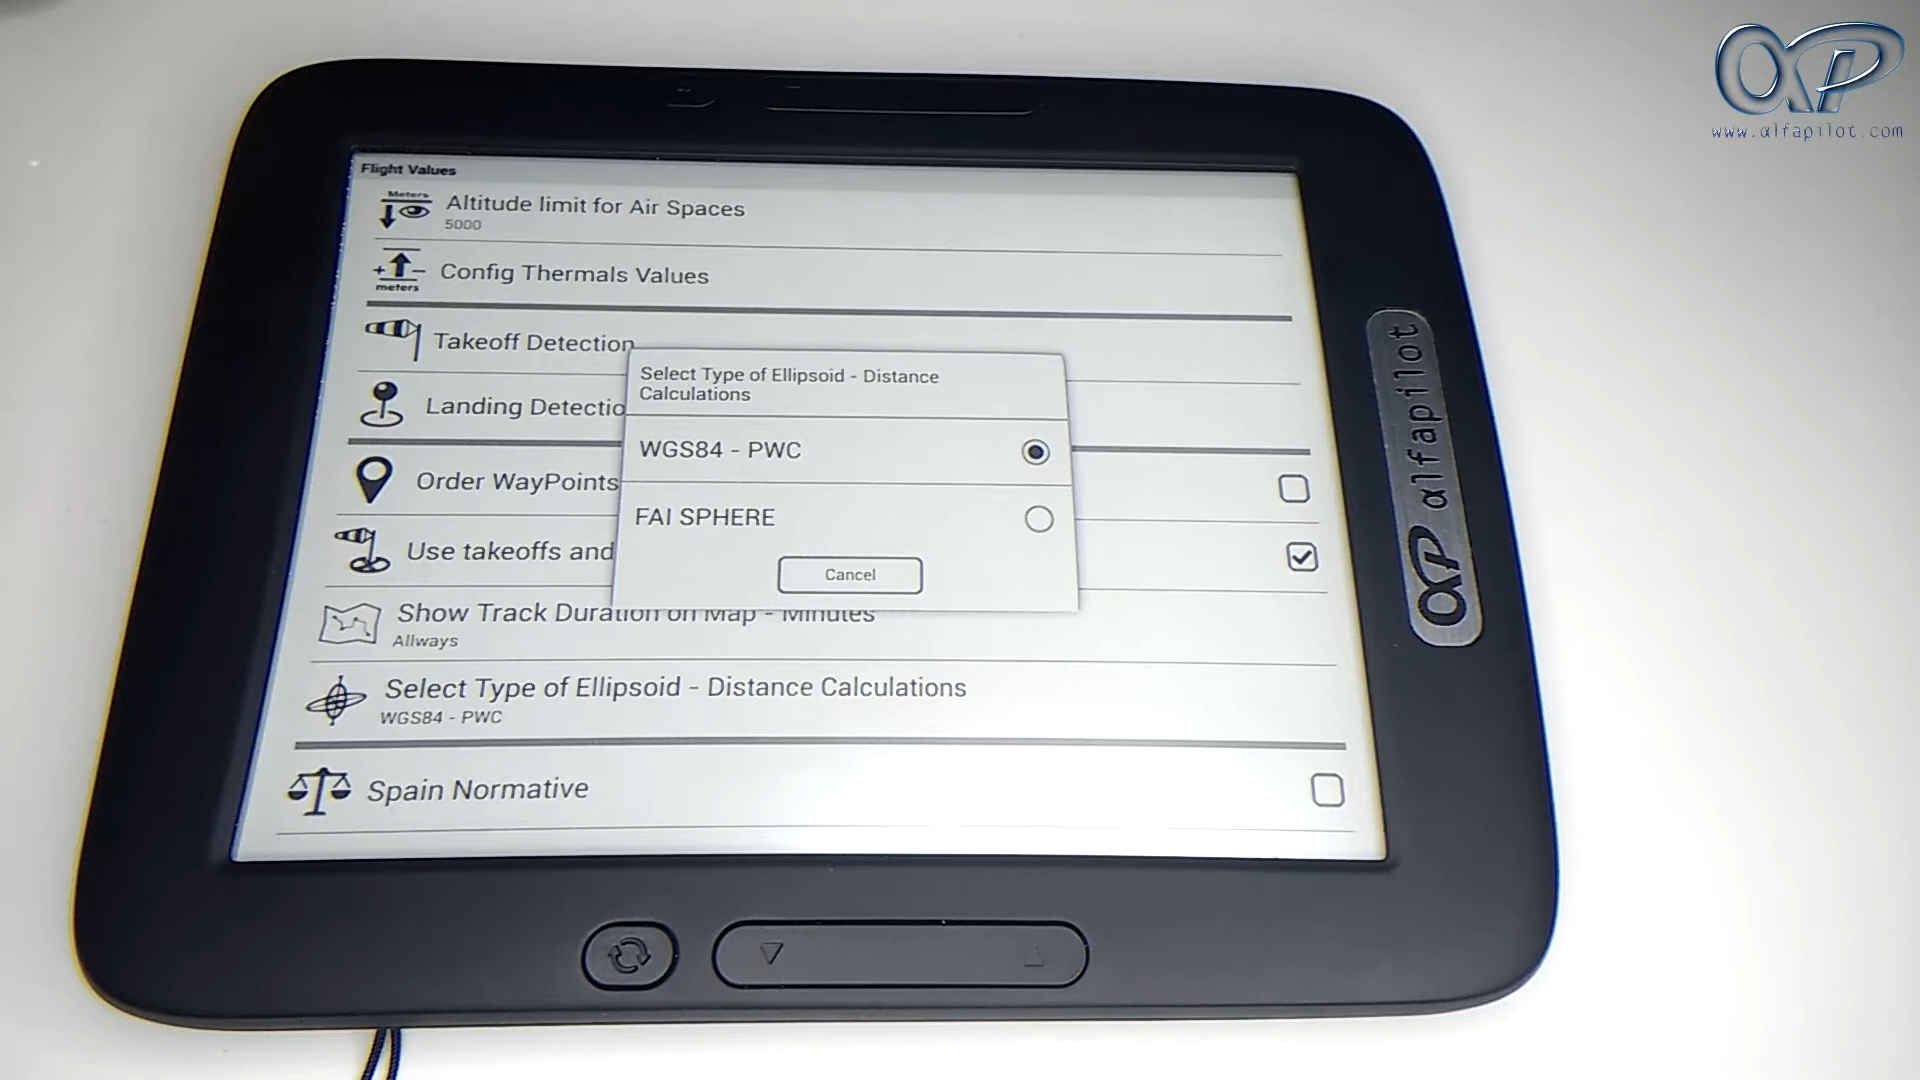 www.alfapilot.com
Flight Values
Meters
Altitude limit for Air Spaces
5000
meters
Config Thermals Values
Takeoff Detection
Landing Detectio
Select Type of Ellipsoid - Distance
Calculations
WGS84 - PWC
FAI SPHERE
Cancel
Order WayPoints
Use takeoffs and
Show Track Duration on Map - Minutes
Allways
Select Type of Ellipsoid - Distance Calculations
WGS84 - PWC
Spain Normative
αP αlfapilot